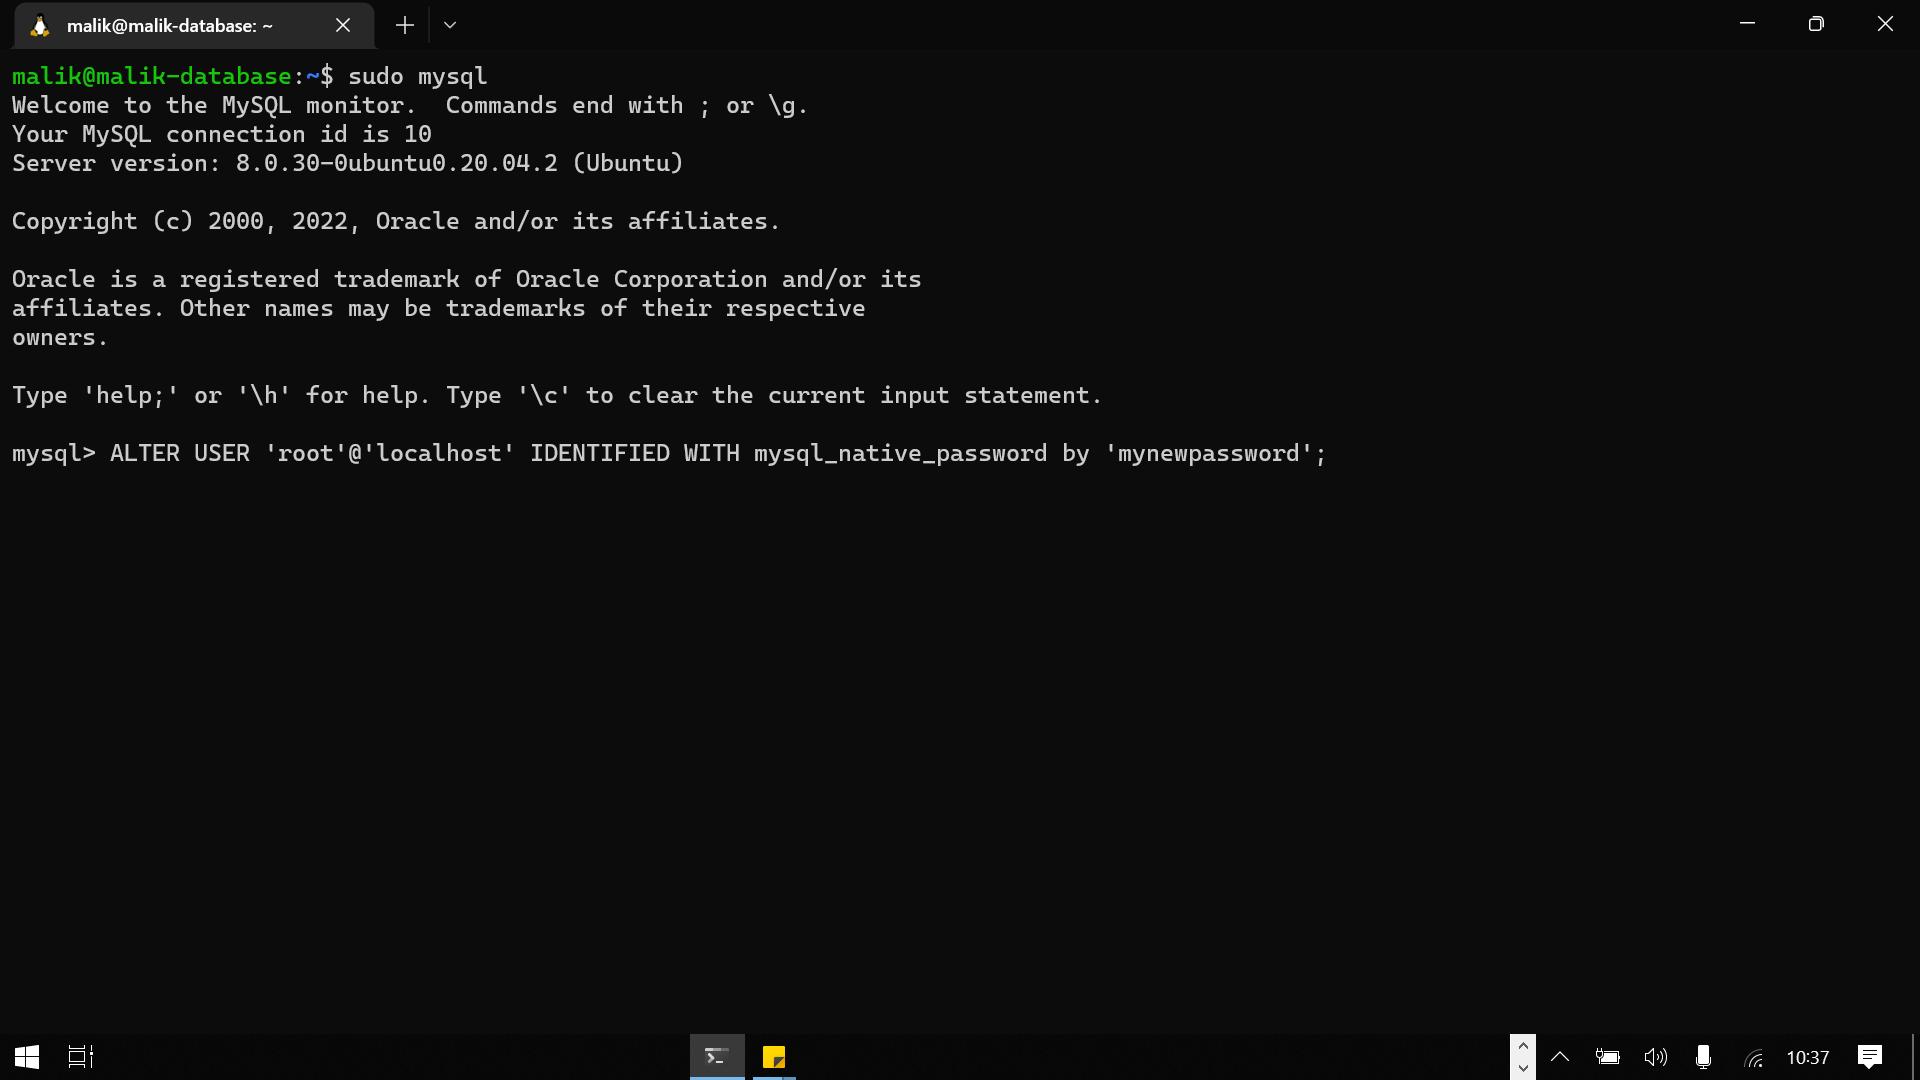 malik@malik-database: ~
malik@malik-database:~$ sudo mysql
Welcome to the MySQL monitor.  Commands end with ; or \g.
Your MySQL connection id is 10
Server version: 8.0.30-0ubuntu0.20.04.2 (Ubuntu)
Copyright (c) 2000, 2022, Oracle and/or its affiliates.
Oracle is a registered trademark of Oracle Corporation and/or its
affiliates. Other names may be trademarks of their respective
owners.
Type 'help;' or '\h' for help. Type '\c' to clear the current input statement.
mysql> ALTER USER 'root'@'localhost' IDENTIFIED WITH mysql_native_password by 'mynewpassword';
10:37